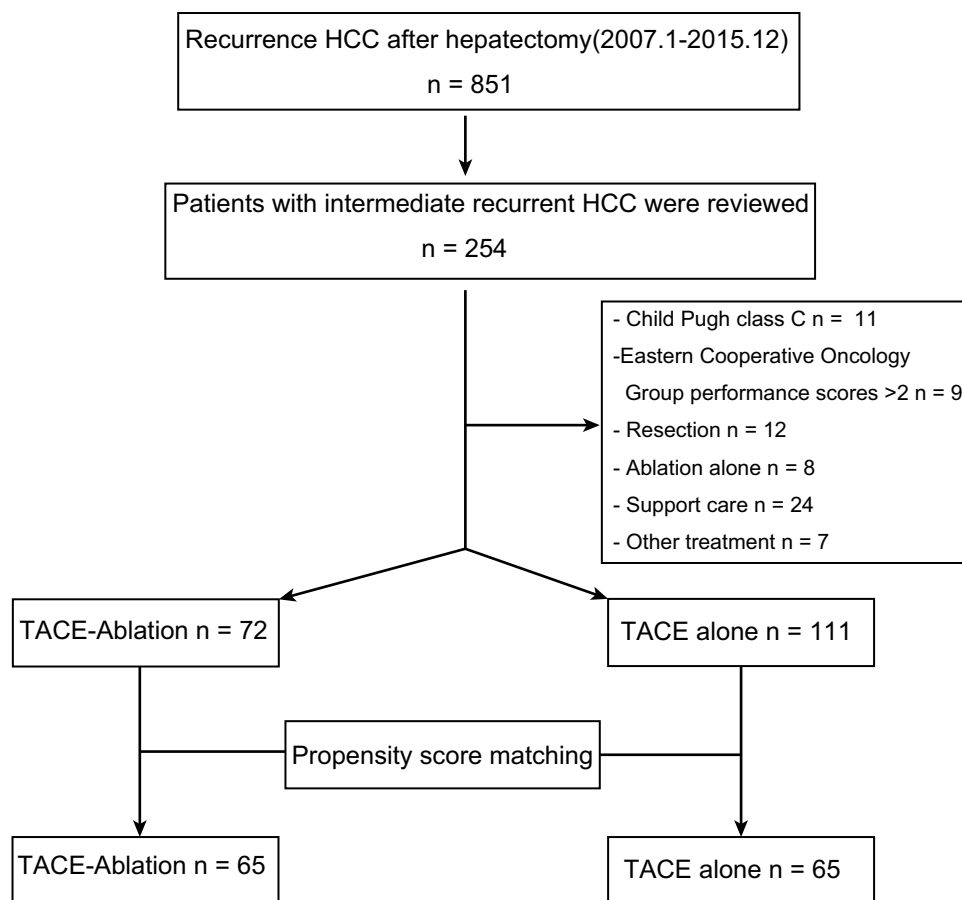 Recurrence HCC after hepatectomy(2007.1-2015.12)
n = 851
Patients with intermediate recurrent HCC were reviewed
n = 254
- Child Pugh class C n = 11
-Eastern Cooperative Oncology
Group performance scores >2 n = 9
- Resection n = 12
- Ablation alone n = 8
- Support care n = 24
- Other treatment n = 7
TACE-Ablation n = 72
TACE alone n = 111
Propensity score matching
TACE-Ablation n = 65
TACE alone n = 65